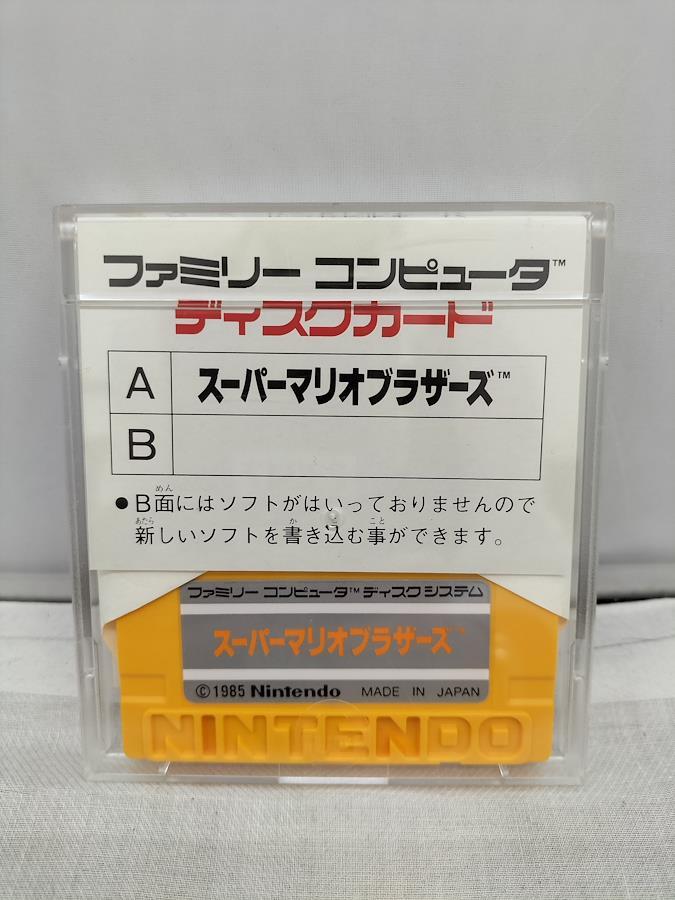 ファミリー コンピュータ™
ディスクカード
A スーパーマリオブラザーズ™
B
●B面にはソフトがはいっておりませんので
新しいソフトを書き込む事ができます。
ファミリー コンピュータ™ ディスクシステム
スーパーマリオブラザーズ™
©1985 Nintendo MADE IN JAPAN
NINTENDO